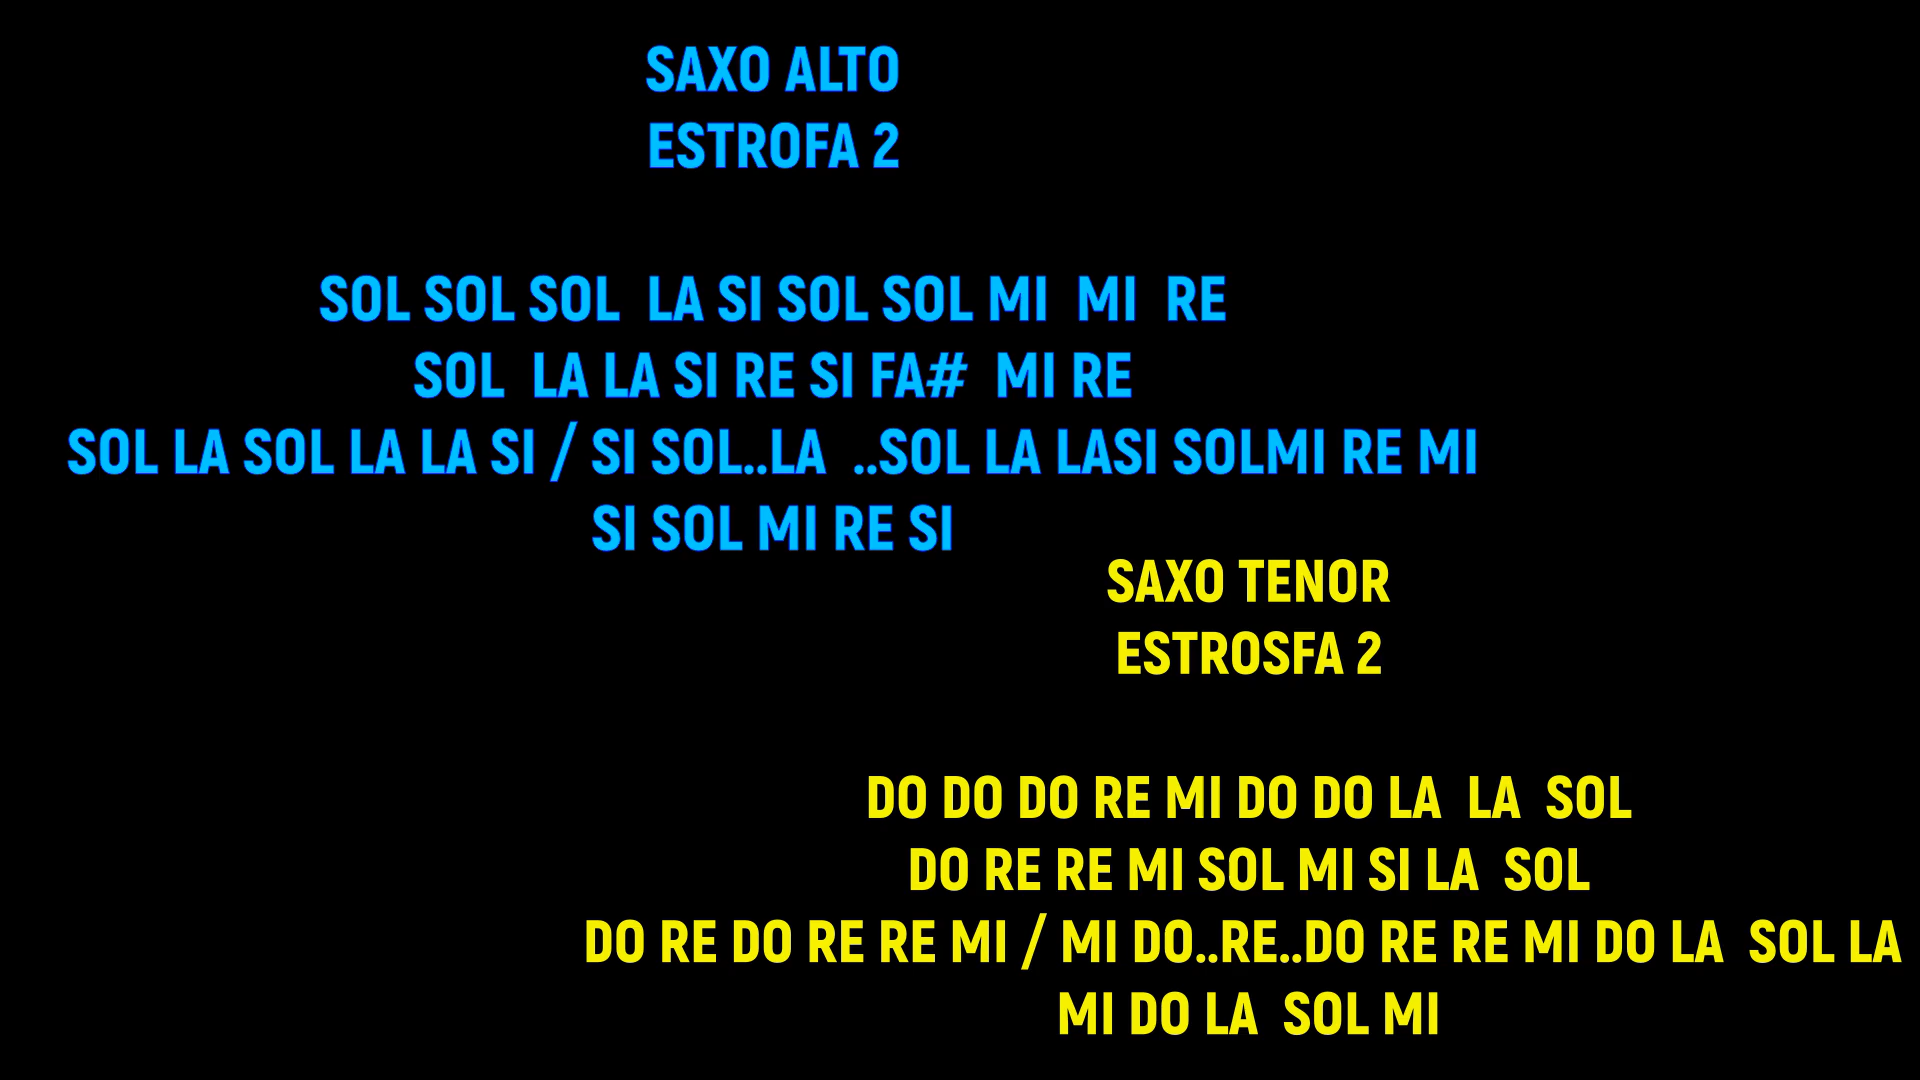 SAXO ALTO
ESTROFA 2
SOL SOL SOL LA SI SOL SOL MI MI RE
SOL LA LA SI RE SI FA# MI RE
SOL LA SOL LA LA SI / SI SOL..LA ..SOL LA LASI SOLMI RE MI
SI SOL MI RE SI
SAXO TENOR
ESTROSFA 2
DO DO DO RE MI DO DO LA LA SOL
DO RE RE MI SOL MI SI LA SOL
DO RE DO RE RE MI / MI DO..RE..DO RE RE MI DO LA SOL LA
MI DO LA SOL MI